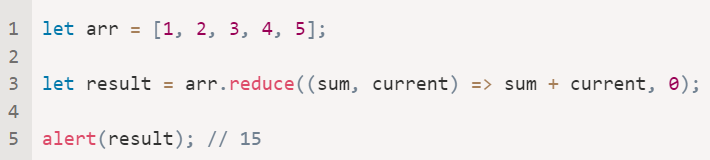 1 let arr = [1, 2, 3, 4, 5];
2
3 let result = arr.reduce((sum, current) => sum + current, 0);
4
5 alert(result); // 15